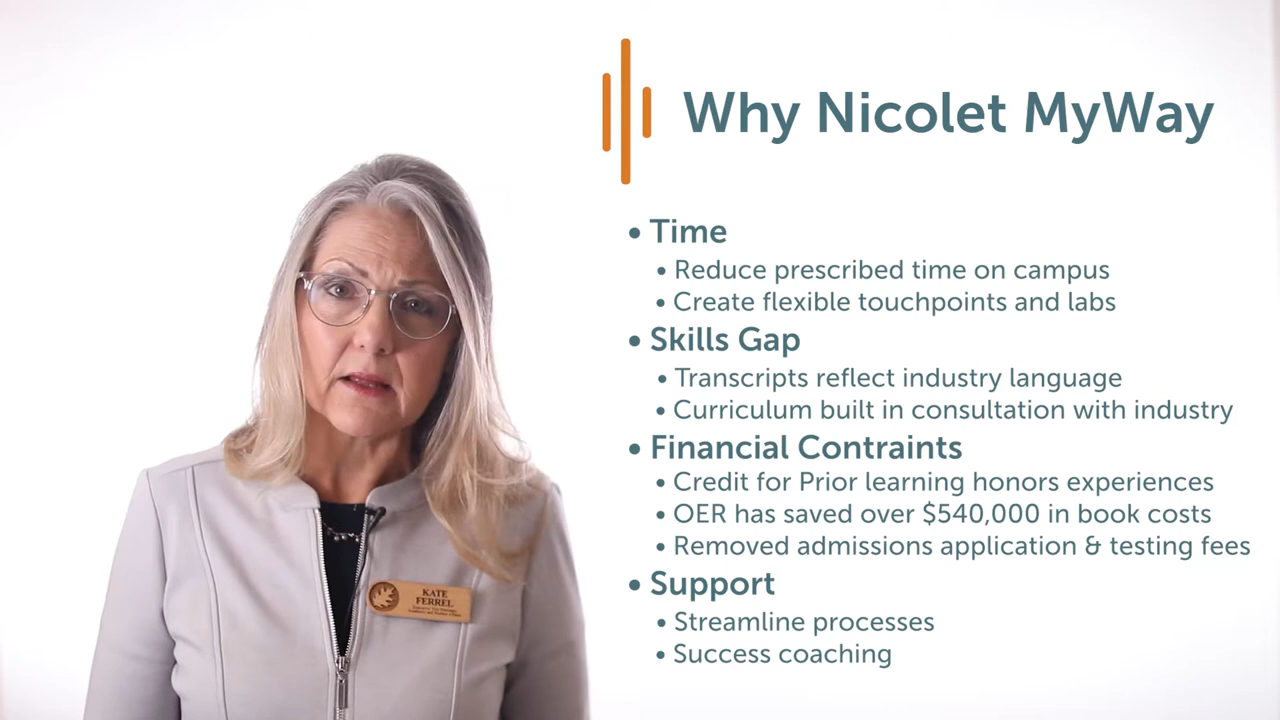 Why Nicolet MyWay
• Time
• Reduce prescribed time on campus
• Create flexible touchpoints and labs
• Skills Gap
• Transcripts reflect industry language
• Curriculum built in consultation with industry
• Financial Contraints
• Credit for Prior learning honors experiences
• OER has saved over $540,000 in book costs
• Removed admissions application & testing fees
• Support
• Streamline processes
• Success coaching
KATE
FERREL